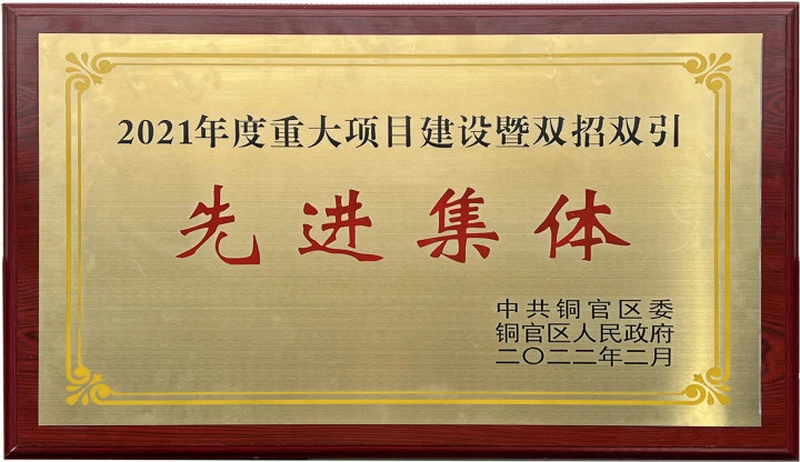 2021年度重大项目建设暨双招双引
先进集体
中共铜官区委
铜官区人民政府
二〇二二年二月